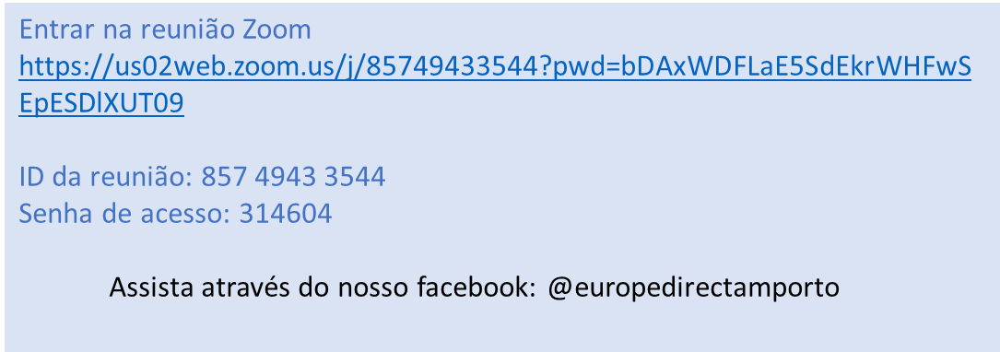 Entrar na reunião Zoom
https://us02web.zoom.us/j/85749433544?pwd=bDAxWDFLaE5SdEkrWHFwS
EpESDlXUT09
ID da reunião: 857 4943 3544
Senha de acesso: 314604
Assista através do nosso facebook: @europedirectamporto